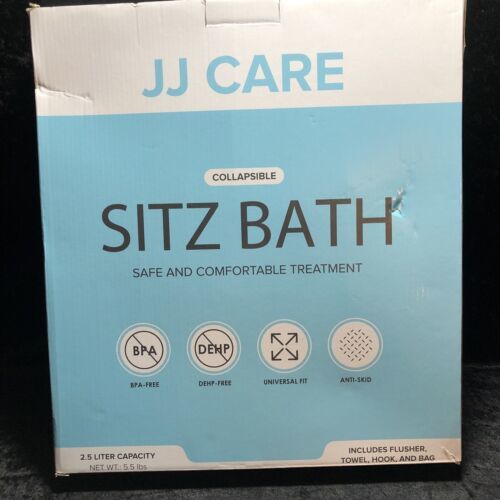 JJ CARE
COLLAPSIBLE
SITZ BATH
SAFE AND COMFORTABLE TREATMENT
BPA
DEHP
BPA-FREE
DEHP-FREE
UNIVERSAL FIT
ANTI-SKID
2.5 LITER CAPACITY
NET WT: 5.5 lbs
INCLUDES FLUSHER,
TOWEL, HOOK, AND BAG